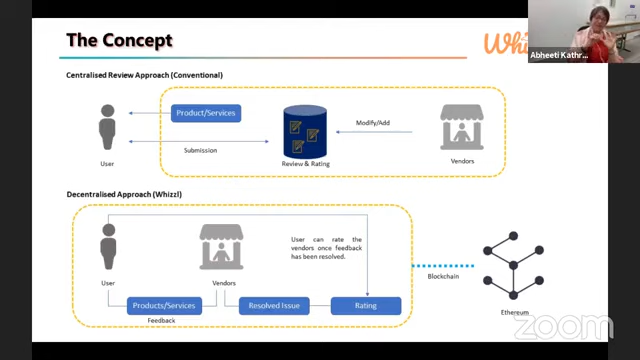 The Concept
Abheeti Kathr...
Centralised Review Approach (Conventional)
Product/Services
Modify/Add
Submission
User
Review & Rating
Vendors
Decentralised Approach (Whizzl)
User can rate the
vendors once feedback
has been resolved.
Blockchain
User
Vendors
Products/Services
Resolved Issue
Rating
Feedback
Ethereum
zoom